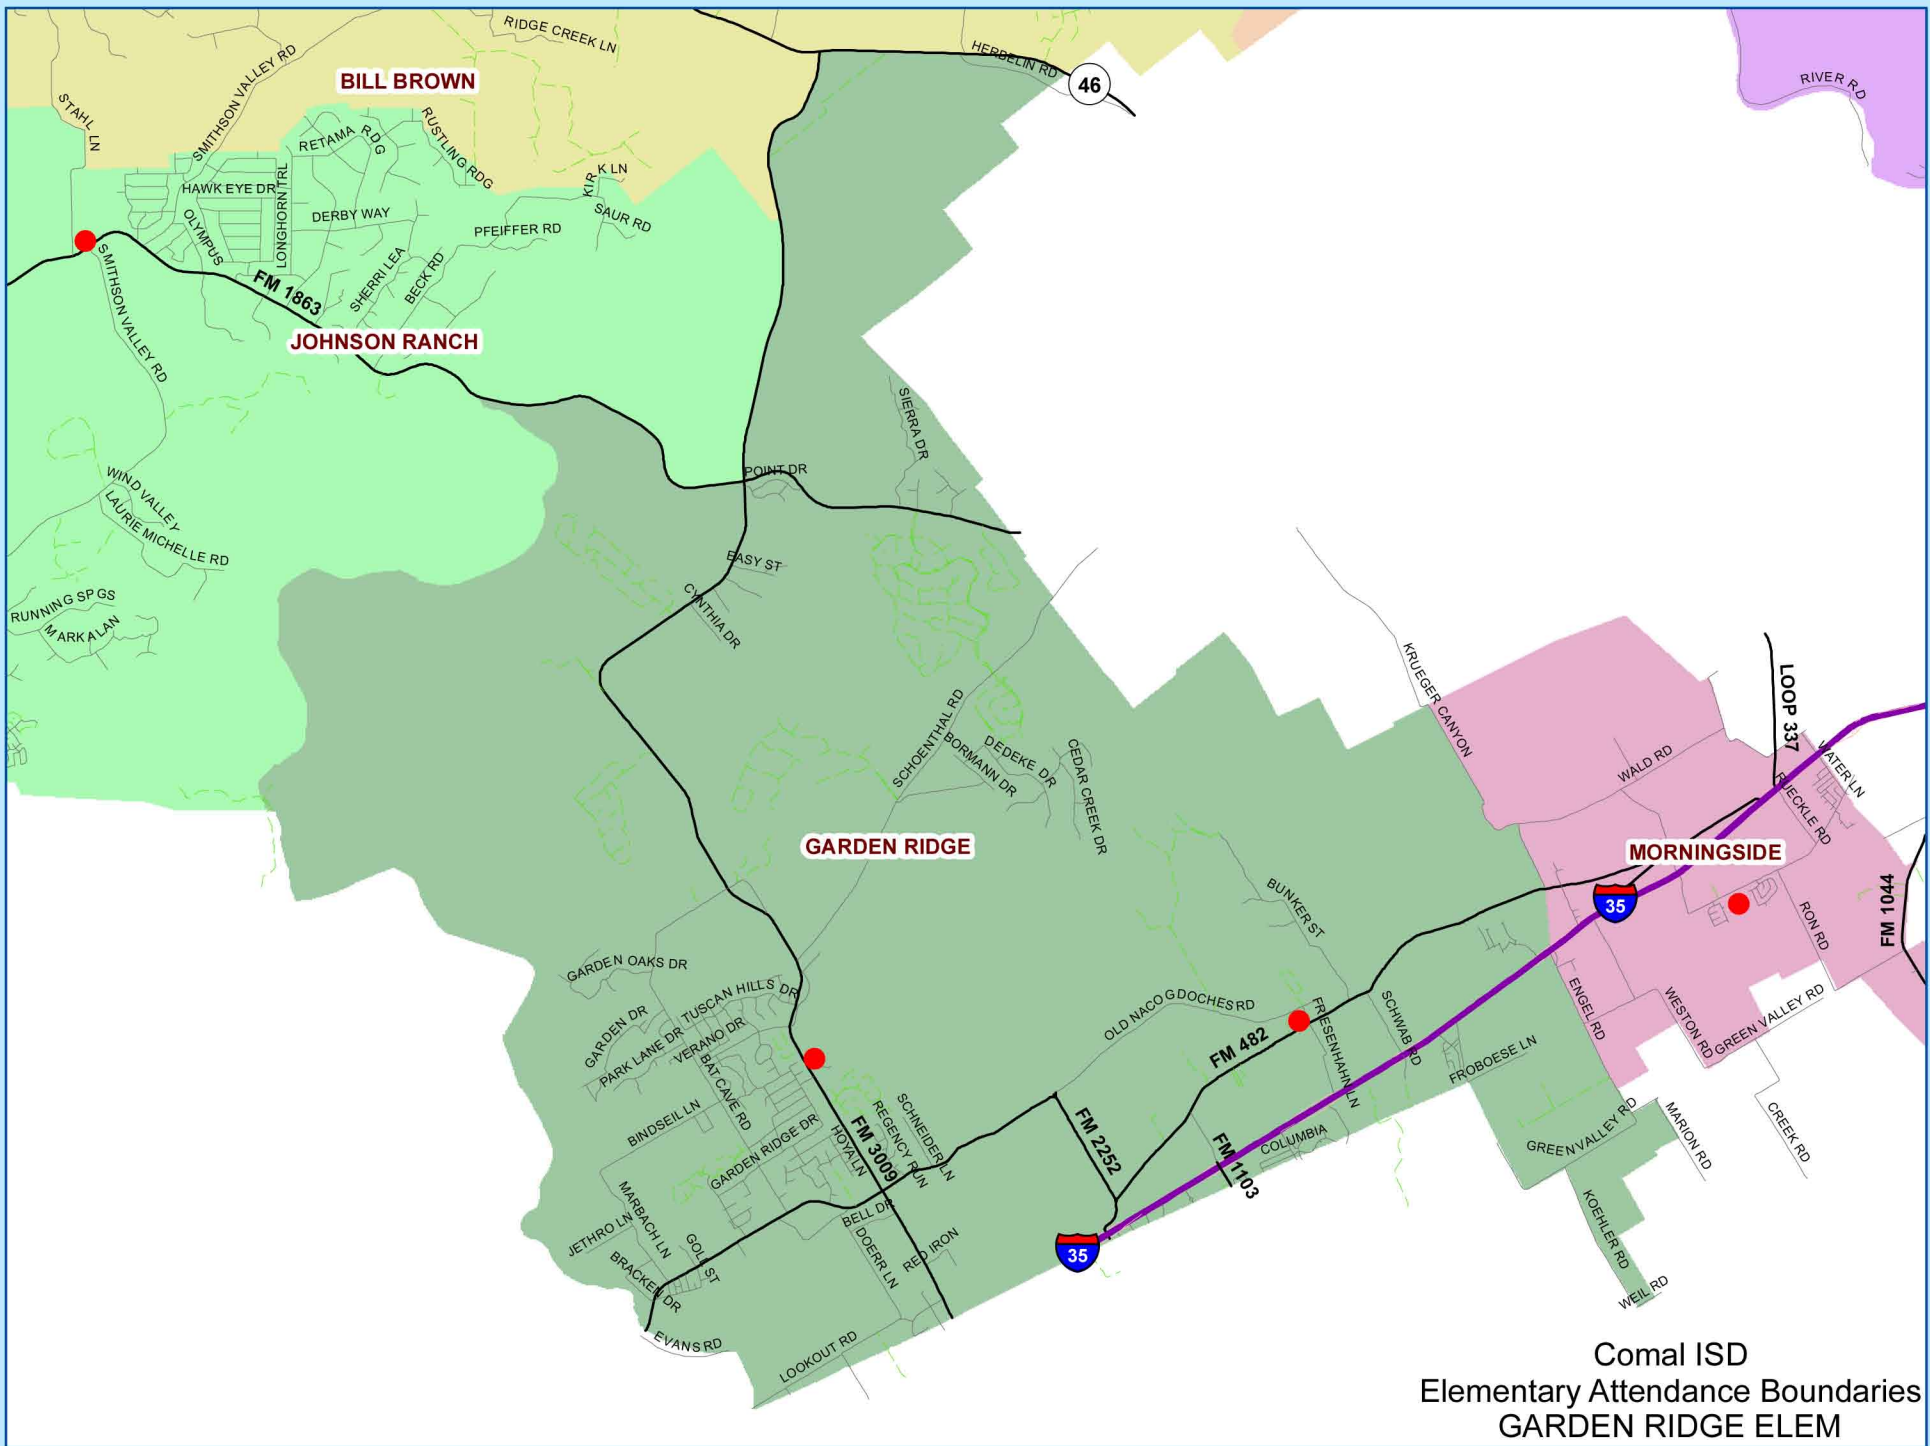 RIDGE CREEK LN
HERBELIN RD
46
RIVER RD
SMITHSON VALLEY RD
BILL BROWN
STAHL LN
RETAMA RDG
RUSTLING RDG
KIRK LN
HAWK EYE DR
LONGHORN TRL
DERBY WAY
SAUR RD
OLYMPUS
PFEIFFER RD
SMITHSON VALLEY RD
FM 1863
SHERRI LEA
BECK RD
JOHNSON RANCH
SIERRA DR
POINT DR
WIND VALLEY
LAURIE MICHELLE RD
EASY ST
CYNTHIA DR
RUNNING SPGS
MARK ALAN
KRUEGER CANYON
LOOP 337
SCHOENTHAL RD
BORMANN DR
DEDEKE DR
CEDAR CREEK DR
WALD RD
WATER LN
RUECKLE RD
GARDEN RIDGE
MORNINGSIDE
35
BUNKER ST
RON RD
FM 1044
GARDEN OAKS DR
TUSCAN HILLS DR
GARDEN DR
PARK LANE DR
VERANO DR
BAT CAVE RD
OLD NACOGDOCHES RD
FM 482
FRIESENHAHN LN
SCHWAB RD
ENGEL RD
WESTON RD
GREEN VALLEY RD
FROBOESE LN
BINDSEIL LN
GARDEN RIDGE DR
HOYA LN
FM 3009
REGENCY RUN
SCHNEIDER LN
FM 2252
FM 1103
COLUMBIA
GREEN VALLEY RD
MARION RD
CREEK RD
MARBACH LN
JETHRO LN
GOLL ST
BRACKEN DR
BELL DR
DOERR LN
RED IRON
35
KOEHLER RD
WEIL RD
EVANS RD
LOOKOUT RD
Comal ISD
Elementary Attendance Boundaries
GARDEN RIDGE ELEM